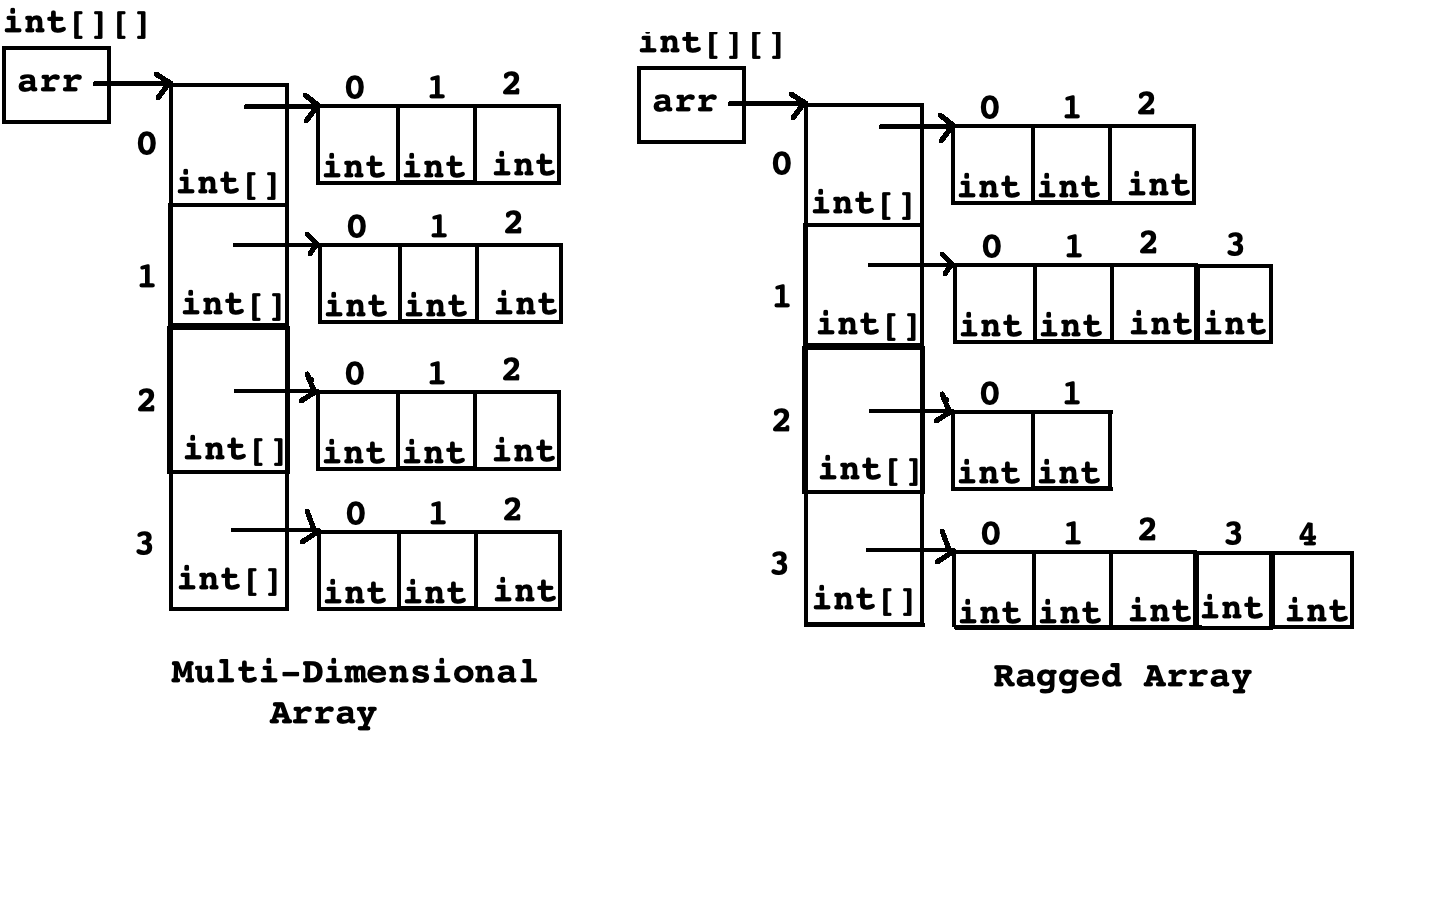 int[][]
arr
0 1 2
0
int[]
int int int
0 1 2
1
int[]
int int int
0 1 2
2
int[]
int int int
0 1 2
3
int[]
int int int
Multi-Dimensional
Array
int[][]
arr
0 1 2
0
int[]
int int int
0 1 2 3
1
int[]
int int int int
0 1
2
int[]
int int
0 1 2 3 4
3
int[]
int int int int int
Ragged Array